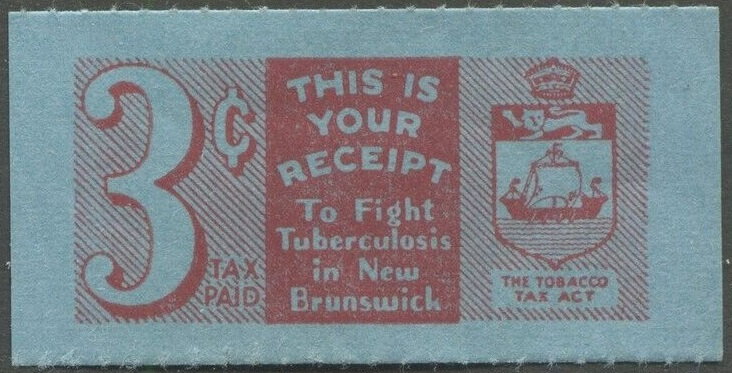 3¢
TAX
PAID
THIS IS
YOUR
RECEIPT
To Fight
Tuberculosis
in New
Brunswick
THE TOBACCO
TAX ACT